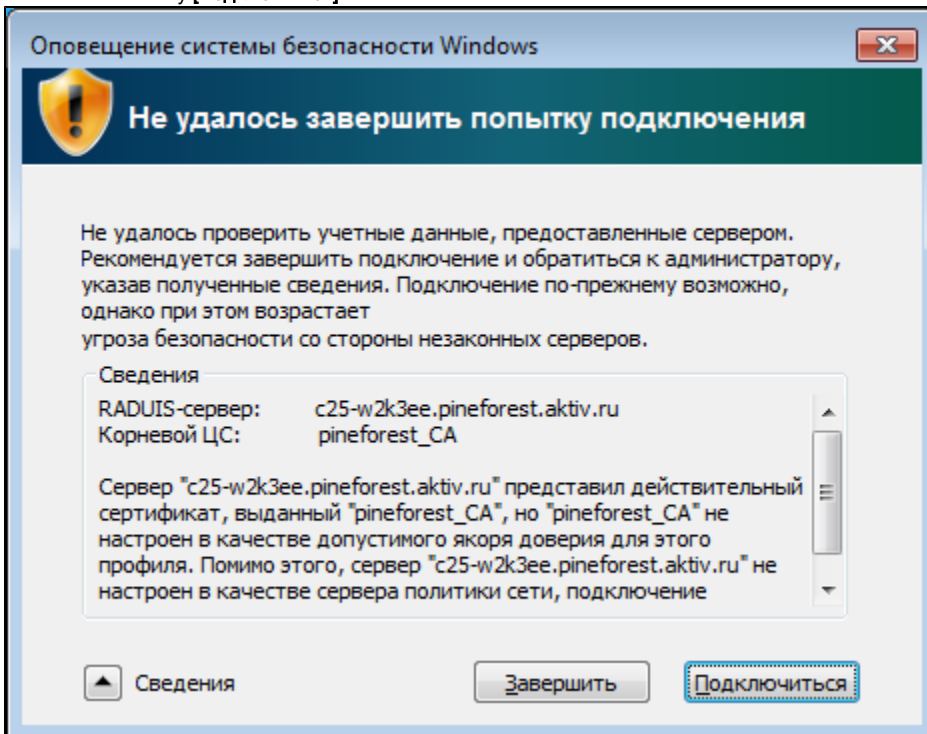 Оповещение системы безопасности Windows
Не удалось завершить попытку подключения
Не удалось проверить учетные данные, предоставленные сервером.
Рекомендуется завершить подключение и обратиться к администратору,
указав полученные сведения. Подключение по-прежнему возможно,
однако при этом возрастает
угроза безопасности со стороны незаконных серверов.
Сведения
RADUIS-сервер: c25-w2k3ee.pineforest.aktiv.ru
Корневой ЦС: pineforest_CA
Сервер "c25-w2k3ee.pineforest.aktiv.ru" представил действительный
сертификат, выданный "pineforest_CA", но "pineforest_CA" не
настроен в качестве допустимого якоря доверия для этого
профиля. Помимо этого, сервер "c25-w2k3ee.pineforest.aktiv.ru" не
настроен в качестве сервера политики сети, подключение
Сведения
Завершить
Подключиться